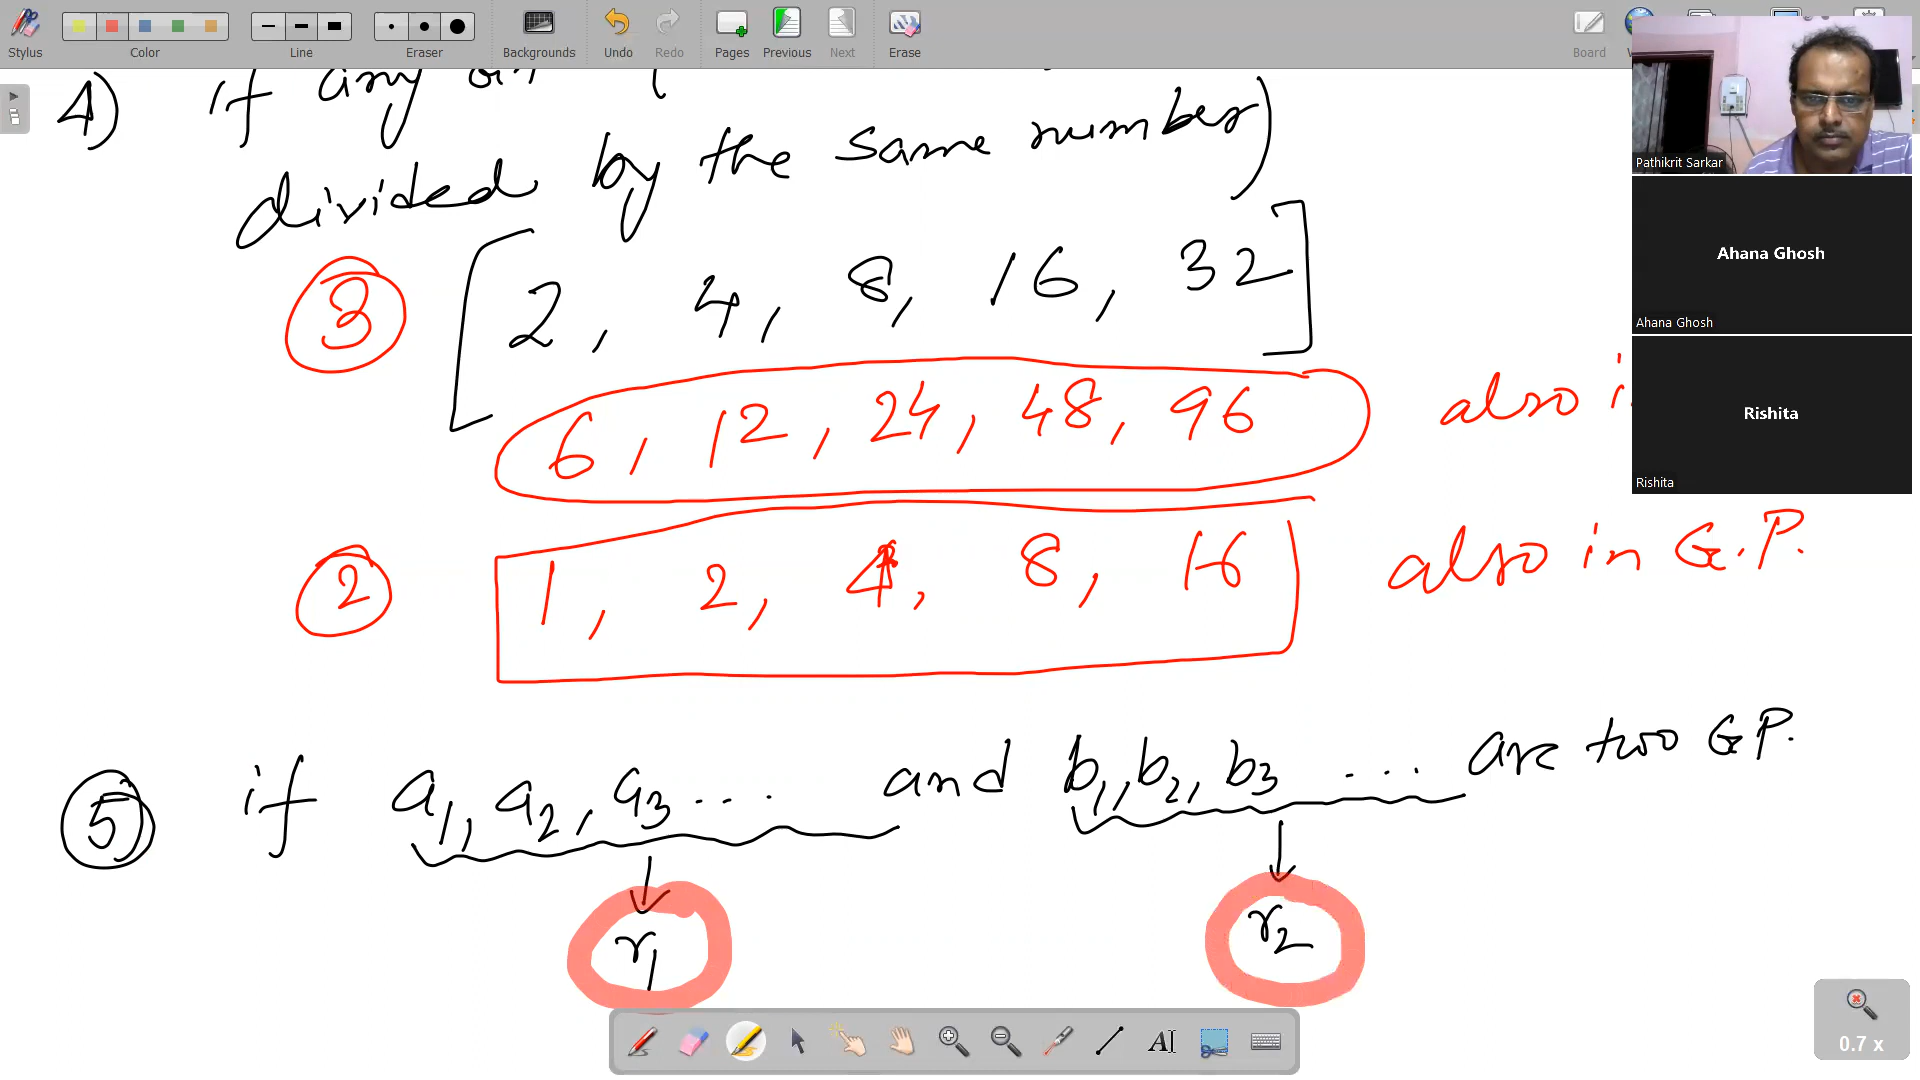 Stylus Color Line Eraser Backgrounds Undo Redo Pages Previous Next Erase Board
4) if any
divided by the same number)
3 [2, 4, 8, 16, 32]
6, 12, 24, 48, 96 also i
2 1, 2, 4, 8, 16 also in G.P.
5 if a1, a2, a3... and b1, b2, b3 .... are two G.P.
r1 r2
Pathikrit Sarkar
Ahana Ghosh
Ahana Ghosh
Rishita
Rishita
AI
0.7 x